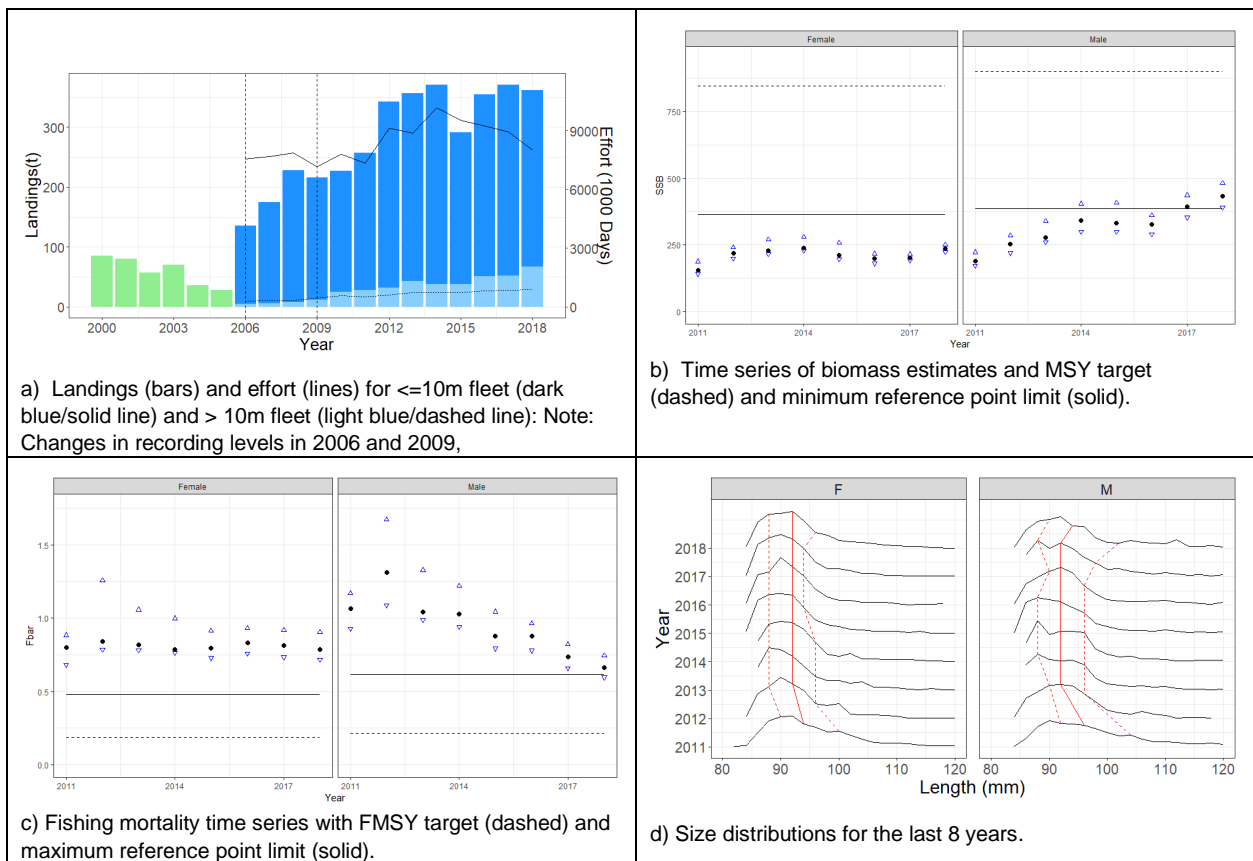 Landings(t)
300
200
100
0
9000
6000
3000
0
Effort (1000 Days)
2000
2003
2006
2009
2012
2015
2018
Year
a) Landings (bars) and effort (lines) for <=10m fleet (dark
blue/solid line) and > 10m fleet (light blue/dashed line): Note:
Changes in recording levels in 2006 and 2009,
Female
Male
SSB
750
500
250
0
2011
2014
2017
2011
2014
2017
Year
b) Time series of biomass estimates and MSY target
(dashed) and minimum reference point limit (solid).
Female
Male
Fbar
1.5
1.0
0.5
0.0
2011
2014
2017
2011
2014
2017
Year
c) Fishing mortality time series with FMSY target (dashed) and
maximum reference point limit (solid).
F
M
Year
2018
2017
2016
2015
2014
2013
2012
2011
80
90
100
110
120
80
90
100
110
120
Length (mm)
d) Size distributions for the last 8 years.